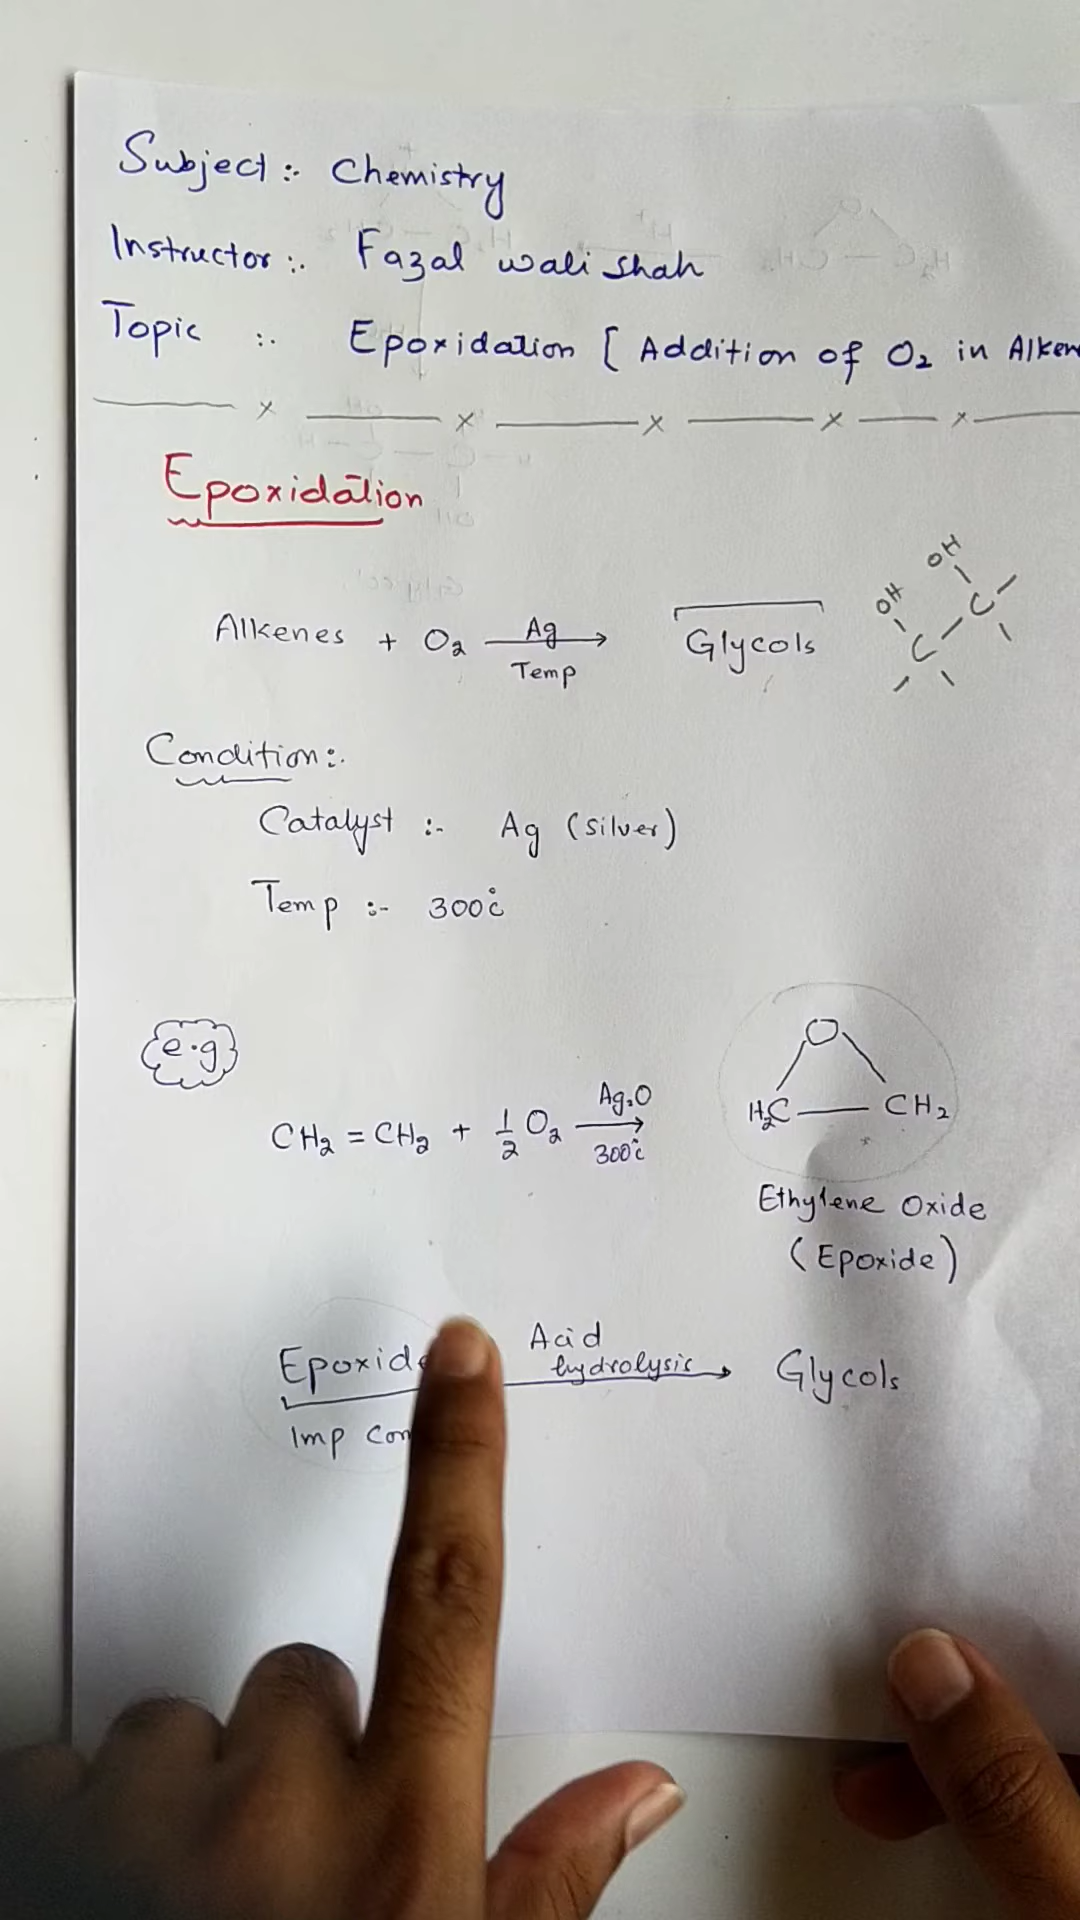 Subject :- Chemistry
Instructor :. Fazal wali shah
Topic :. Epoxidation [ Addition of O₂ in Alken
Epoxidation
Alkenes + O₂ Ag Temp → Glycols
OH OH C C
Condition :.
Catalyst :- Ag (Silver)
Temp :- 300°c
e.g
CH₂ = CH₂ + 1/2 O₂ Ag₂O 300°c → H₂C — CH₂ O
Ethylene Oxide
(Epoxide)
Epoxide Acid hydrolysis → Glycols
Imp